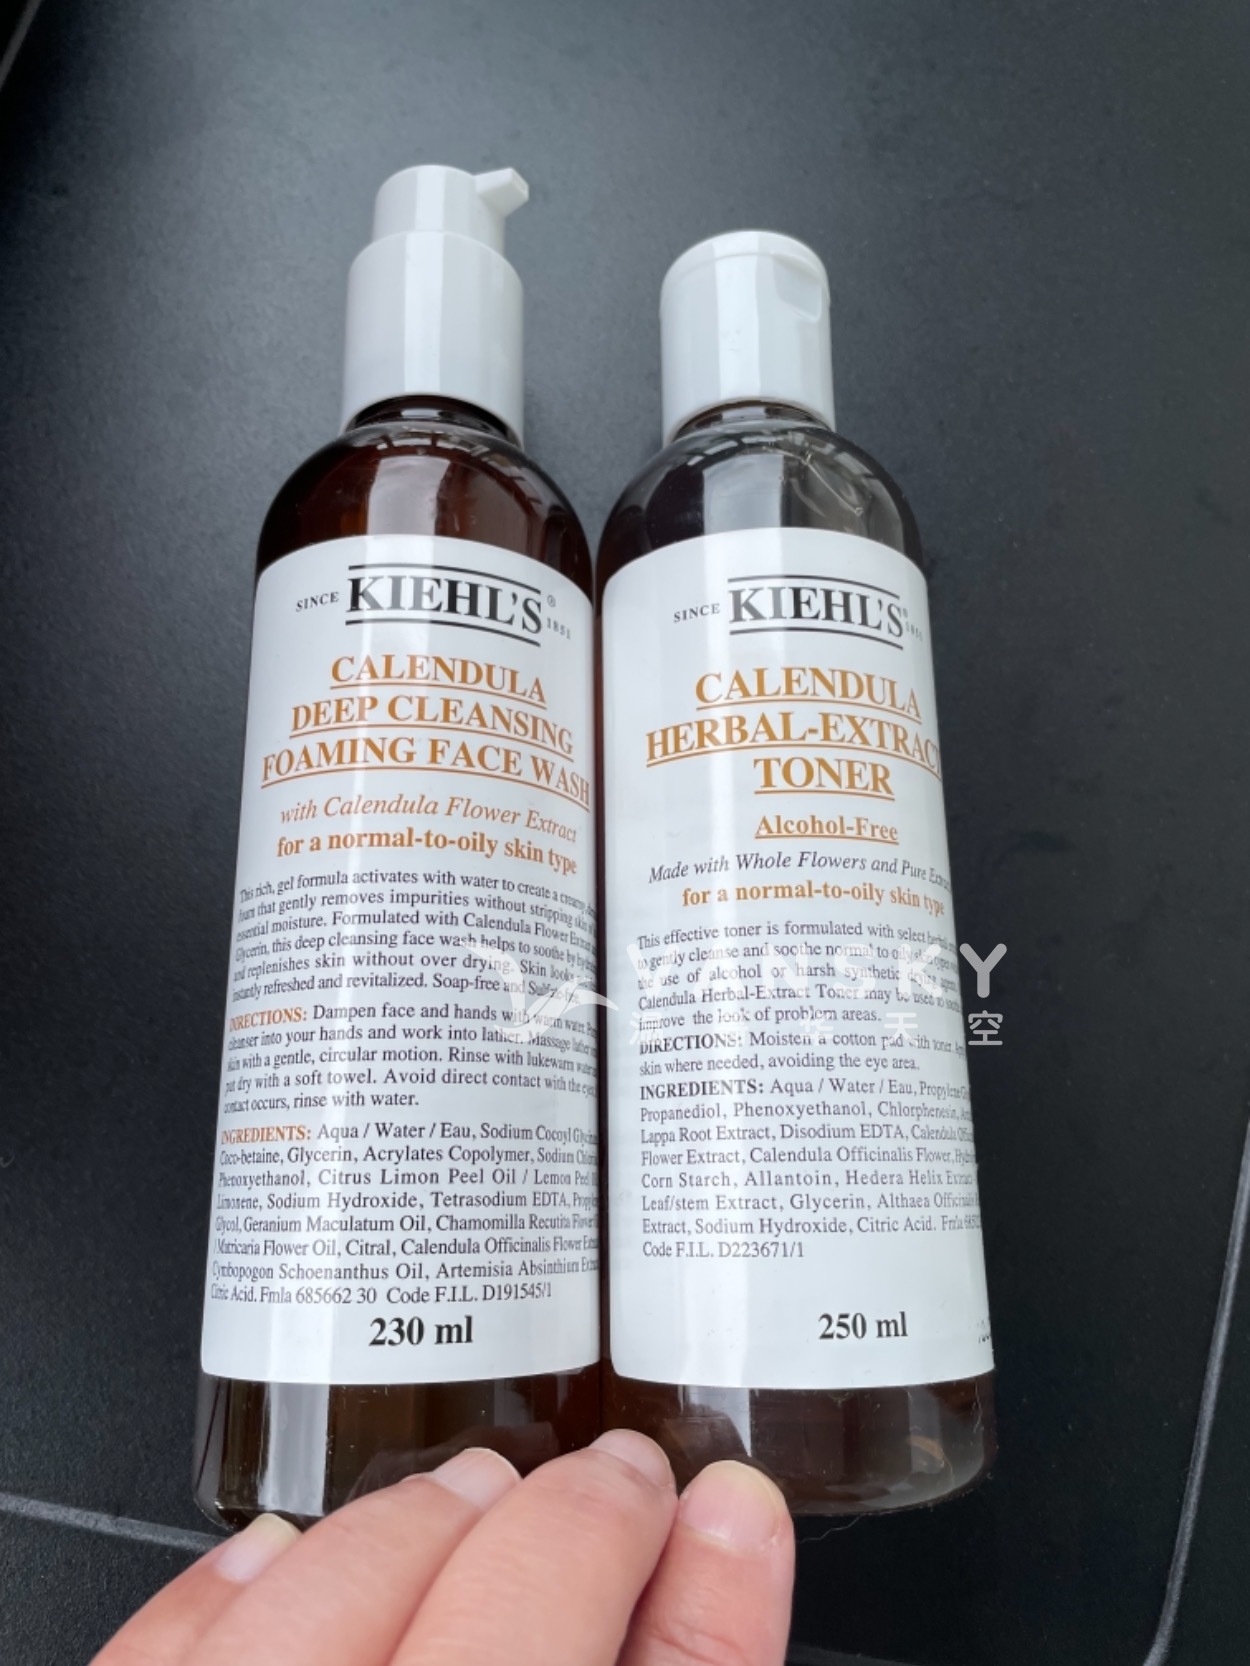 SINCE KIEHL'S® 1851
CALENDULA
DEEP CLEANSING
FOAMING FACE WASH
with Calendula Flower Extract
for a normal-to-oily skin type
This rich, gel formula activates with water to create a creamy
foam that gently removes impurities without stripping skin of
essential moisture. Formulated with Calendula Flower Extract
Glycerin, this deep cleansing face wash helps to soothe
and replenishes skin without over drying. Skin looks
instantly refreshed and revitalized. Soap-free and
DIRECTIONS: Dampen face and hands with warm water.
cleanser into your hands and work into lather. Massage
skin with a gentle, circular motion. Rinse with lukewarm
pat dry with a soft towel. Avoid direct contact with the
contact occurs, rinse with water.
INGREDIENTS: Aqua / Water / Eau, Sodium Cocoyl
Coco-betaine, Glycerin, Acrylates Copolymer, Sodium
Phenoxyethanol, Citrus Limon Peel Oil / Lemon Peel
Limonene, Sodium Hydroxide, Tetrasodium EDTA,
Glycol, Geranium Maculatum Oil, Chamomilla Recutita
/ Matricaria Flower Oil, Citral, Calendula Officinalis Flower
Cymbopogon Schoenanthus Oil, Artemisia Absinthium
Citric Acid. Fmla 685662 30 Code F.I.L. D191545/1
230 ml
SINCE KIEHL'S®
CALENDULA
HERBAL-EXTRACT
TONER
Alcohol-Free
Made with Whole Flowers and Pure
for a normal-to-oily skin type
This effective toner is formulated with select
to gently cleanse and soothe normal to oily
the use of alcohol or harsh synthetic
Calendula Herbal-Extract Toner may be used to
improve the look of problem areas.
DIRECTIONS: Moisten a cotton pad with toner.
skin where needed, avoiding the eye area.
INGREDIENTS: Aqua / Water / Eau,
Propanediol, Phenoxyethanol, Chlorphenesin,
Lappa Root Extract, Disodium EDTA, Calendula
Flower Extract, Calendula Officinalis Flower,
Corn Starch, Allantoin, Hedera Helix
Leaf/stem Extract, Glycerin, Althaea
Extract, Sodium Hydroxide, Citric Acid. Fmla
Code F.I.L. D223671/1
250 ml
VANSKY
天 空